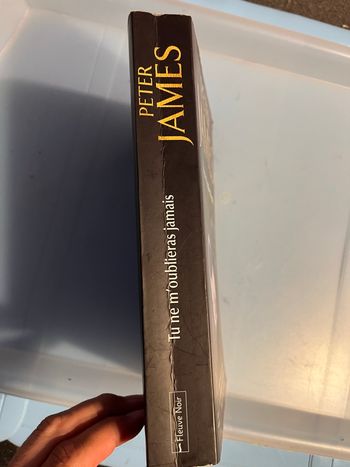 PETER
JAMES
Tu ne m'oublieras jamais
Fleuve Noir